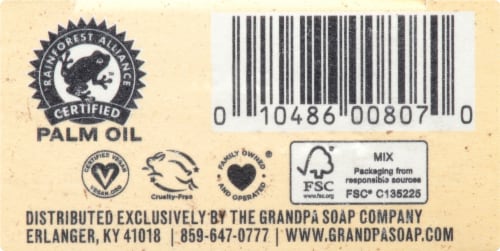 RAINFOREST ALLIANCE
CERTIFIED
PALM OIL
0 10486 00807 0
CERTIFIED VEGAN
VEGAN.ORG
Cruelty-Free
FAMILY OWNED
AND OPERATED
®
FSC
www.fsc.org
MIX
Packaging from
responsible sources
FSC® C135225
DISTRIBUTED EXCLUSIVELY BY THE GRANDPA SOAP COMPANY
ERLANGER, KY 41018 | 859-647-0777 | WWW.GRANDPASOAP.COM